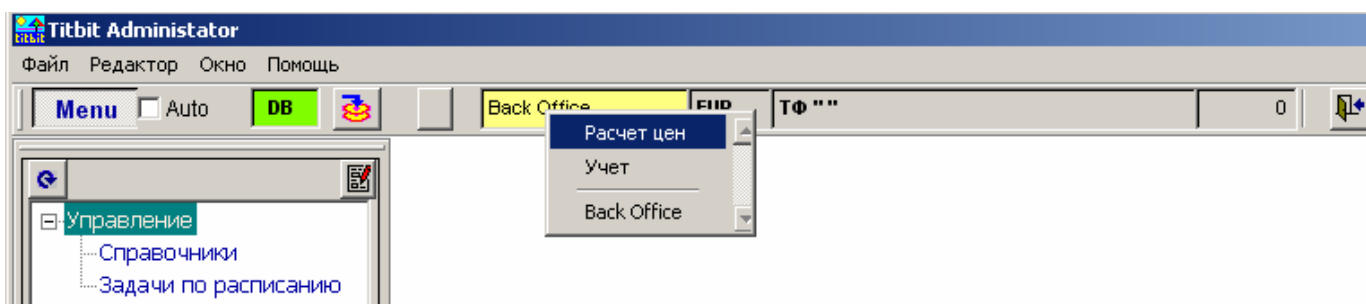 titbit Titbit Administator
Файл Редактор Окно Помощь
Menu Auto DB Back Office EUR ТФ " " 0
Расчет цен
Учет
Back Office
Управление
Справочники
Задачи по расписанию